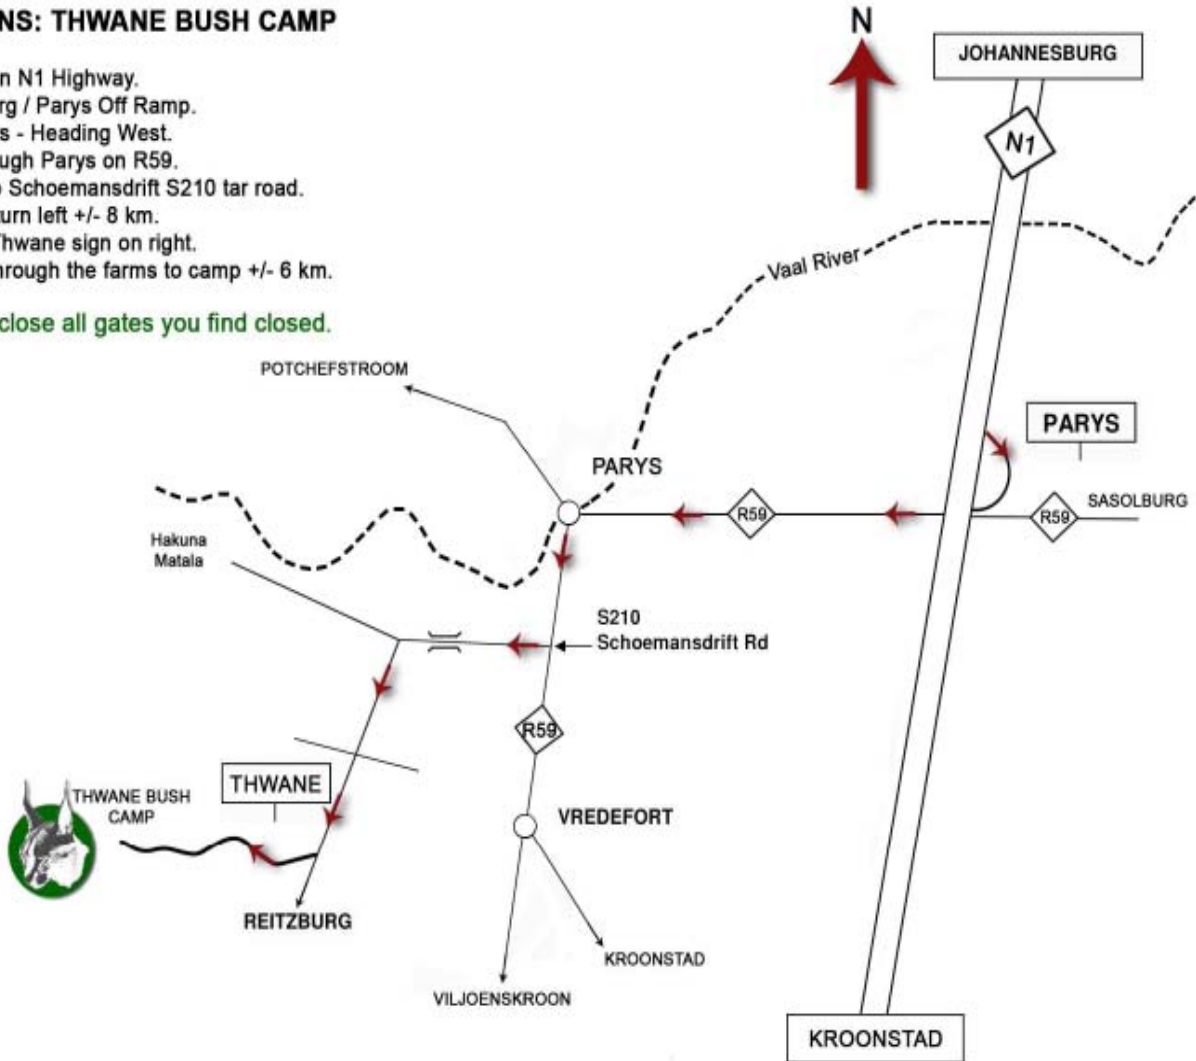 NS: THWANE BUSH CAMP
n N1 Highway.
rg / Parys Off Ramp.
s - Heading West.
ugh Parys on R59.
Schoemansdrift S210 tar road.
urn left +/- 8 km.
Thwane sign on right.
hrough the farms to camp +/- 6 km.
close all gates you find closed.
N
JOHANNESBURG
N1
Vaal River
POTCHEFSTROOM
PARYS
PARYS
R59
R59
SASOLBURG
Hakuna
Matala
S210
Schoemansdrift Rd
R59
THWANE
THWANE BUSH
CAMP
VREDEFORT
REITZBURG
KROONSTAD
VILJOENSKROON
KROONSTAD